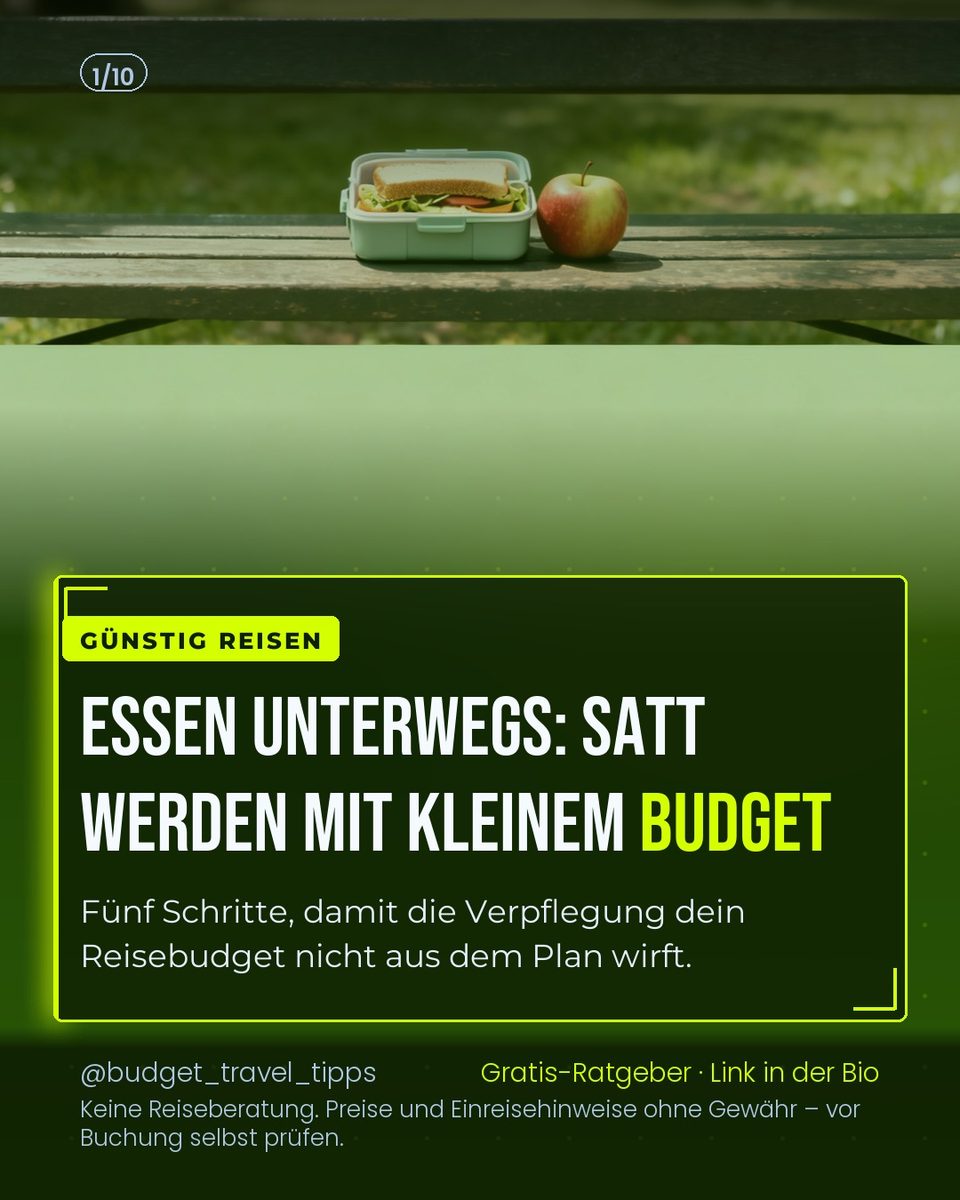 1/10
GÜNSTIG REISEN
ESSEN UNTERWEGS: SATT
WERDEN MIT KLEINEM BUDGET
Fünf Schritte, damit die Verpflegung dein
Reisebudget nicht aus dem Plan wirft.
@budget_travel_tipps
Gratis-Ratgeber · Link in der Bio
Keine Reiseberatung. Preise und Einreisehinweise ohne Gewähr – vor
Buchung selbst prüfen.